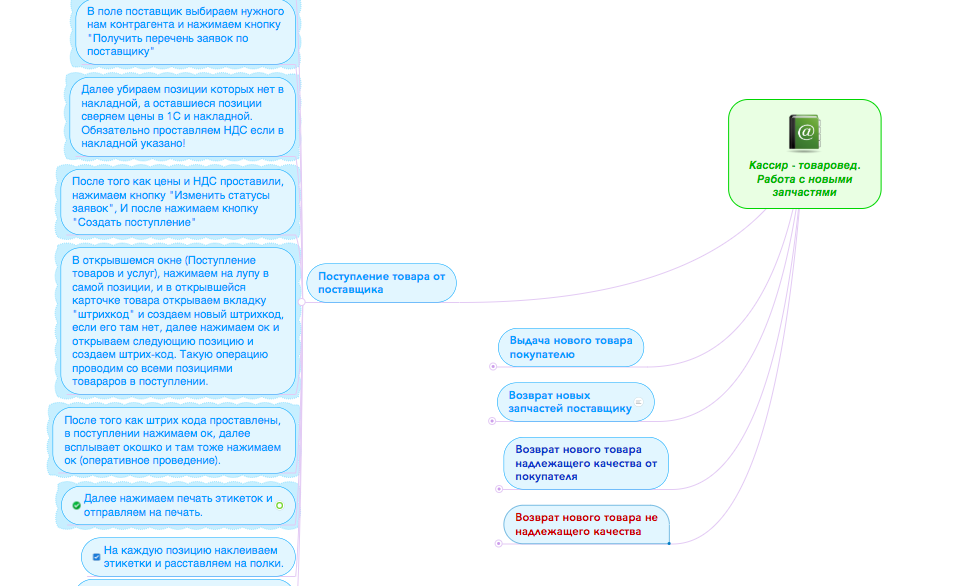 В поле поставщик выбираем нужного
нам контрагента и нажимаем кнопку
"Получить перечень заявок по
поставщику"
Далее убираем позиции которых нет в
накладной, а оставшиеся позиции
сверяем цены в 1С и накладной.
Обязательно проставляем НДС если в
накладной указано!
После того как цены и НДС проставили,
нажимаем кнопку "Изменить статусы
заявок", И после нажимаем кнопку
"Создать поступление"
В открывшемся окне (Поступление
товаров и услуг), нажимаем на лупу в
самой позиции, и в открывшейся
карточке товара открываем вкладку
"штрихкод" и создаем новый штрихкод,
если его там нет, далее нажимаем ок и
открываем следующию позицию и
создаем штрих-код. Такую операцию
проводим со всеми позициями
товараров в поступлении.
После того как штрих кода проставлены,
в поступлении нажимаем ок, далее
всплывает окошко и там тоже нажимаем
ок (оперативное проведение).
Далее нажимаем печать этикеток и
отправляем на печать.
На каждую позицию наклеиваем
этикетки и расставляем на полки.
Поступление товара от
поставщика
@
Кассир - товаровед.
Работа с новыми
запчастями
Выдача нового товара
покупателю
Возврат новых
запчастей поставщику
Возврат нового товара
надлежащего качества от
покупателя
Возврат нового товара не
надлежащего качества